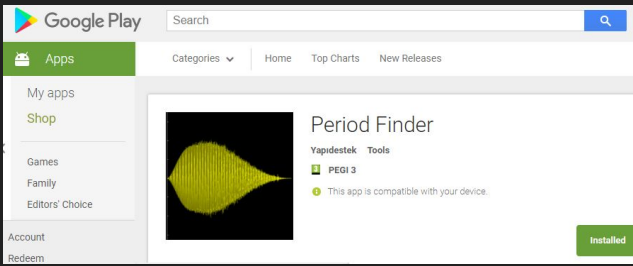 Google Play
Search
Apps
Categories Home Top Charts New Releases
My apps
Shop
Games
Family
Editors' Choice
Account
Redeem
Period Finder
Yapıdestek Tools
3 PEGI 3
This app is compatible with your device.
Installed